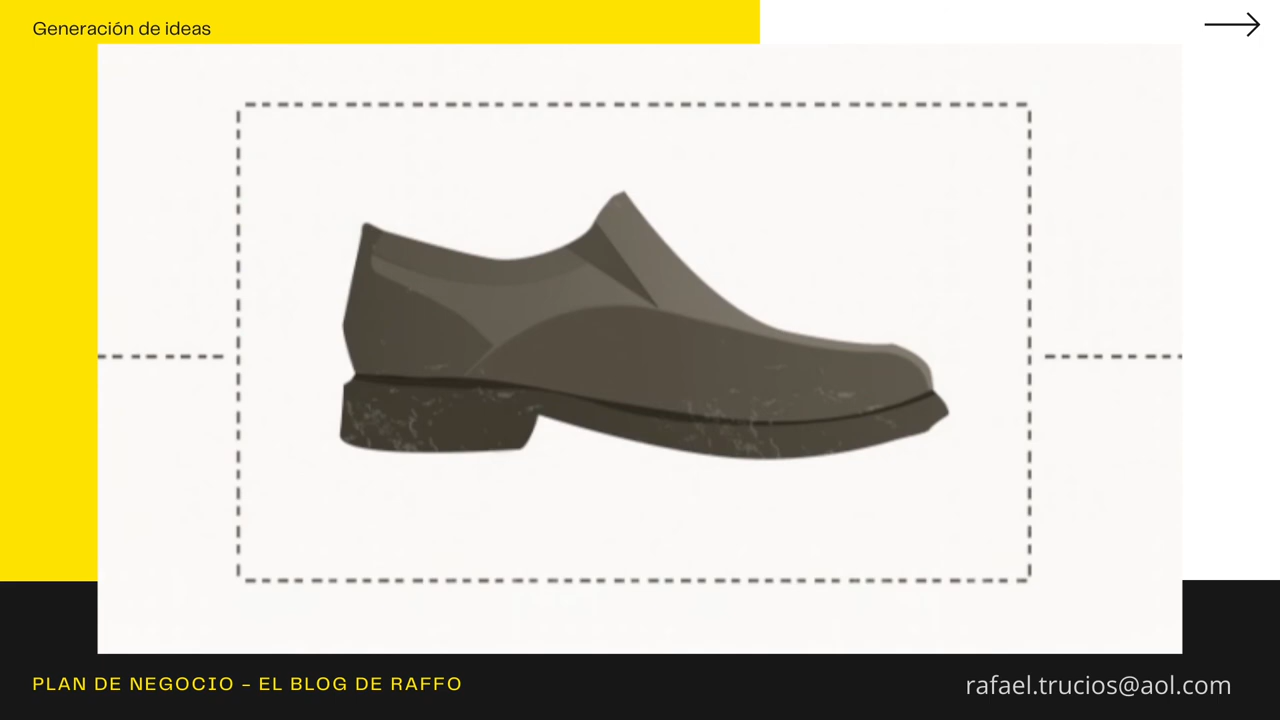 Generación de ideas
PLAN DE NEGOCIO - EL BLOG DE RAFFO
rafael.trucios@aol.com